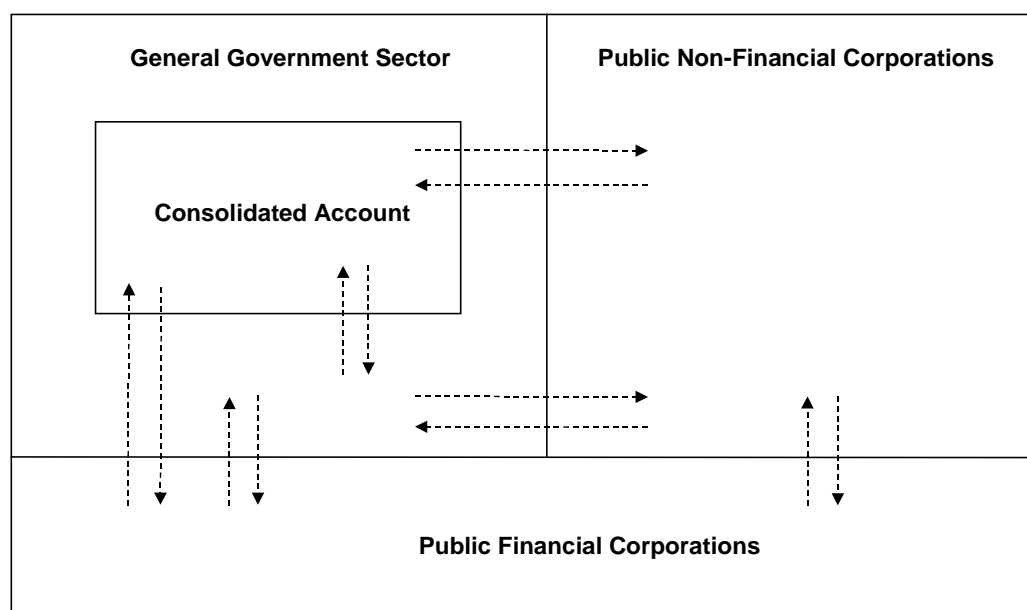 General Government Sector
Public Non-Financial Corporations
Consolidated Account
Public Financial Corporations